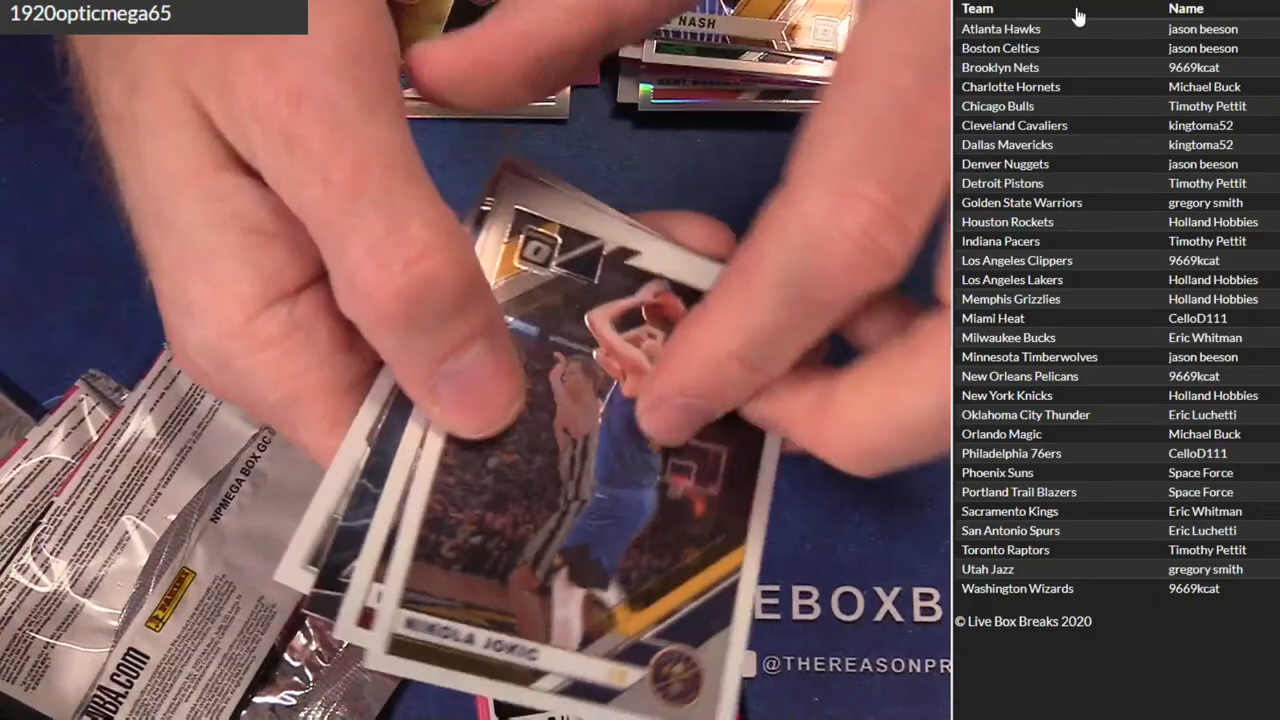 1920opticmega65
NASH
NIKOLA JOKIC
NPMEGA BOX GC
PANINI
NBA.com
EBOXB
@THEREASONPR
Team Name
Atlanta Hawks jason beeson
Boston Celtics jason beeson
Brooklyn Nets 9669kcat
Charlotte Hornets Michael Buck
Chicago Bulls Timothy Pettit
Cleveland Cavaliers kingtoma52
Dallas Mavericks kingtoma52
Denver Nuggets jason beeson
Detroit Pistons Timothy Pettit
Golden State Warriors gregory smith
Houston Rockets Holland Hobbies
Indiana Pacers Timothy Pettit
Los Angeles Clippers 9669kcat
Los Angeles Lakers Holland Hobbies
Memphis Grizzlies Holland Hobbies
Miami Heat CelloD111
Milwaukee Bucks Eric Whitman
Minnesota Timberwolves jason beeson
New Orleans Pelicans 9669kcat
New York Knicks Holland Hobbies
Oklahoma City Thunder Eric Luchetti
Orlando Magic Michael Buck
Philadelphia 76ers CelloD111
Phoenix Suns Space Force
Portland Trail Blazers Space Force
Sacramento Kings Eric Whitman
San Antonio Spurs Eric Luchetti
Toronto Raptors Timothy Pettit
Utah Jazz gregory smith
Washington Wizards 9669kcat
© Live Box Breaks 2020